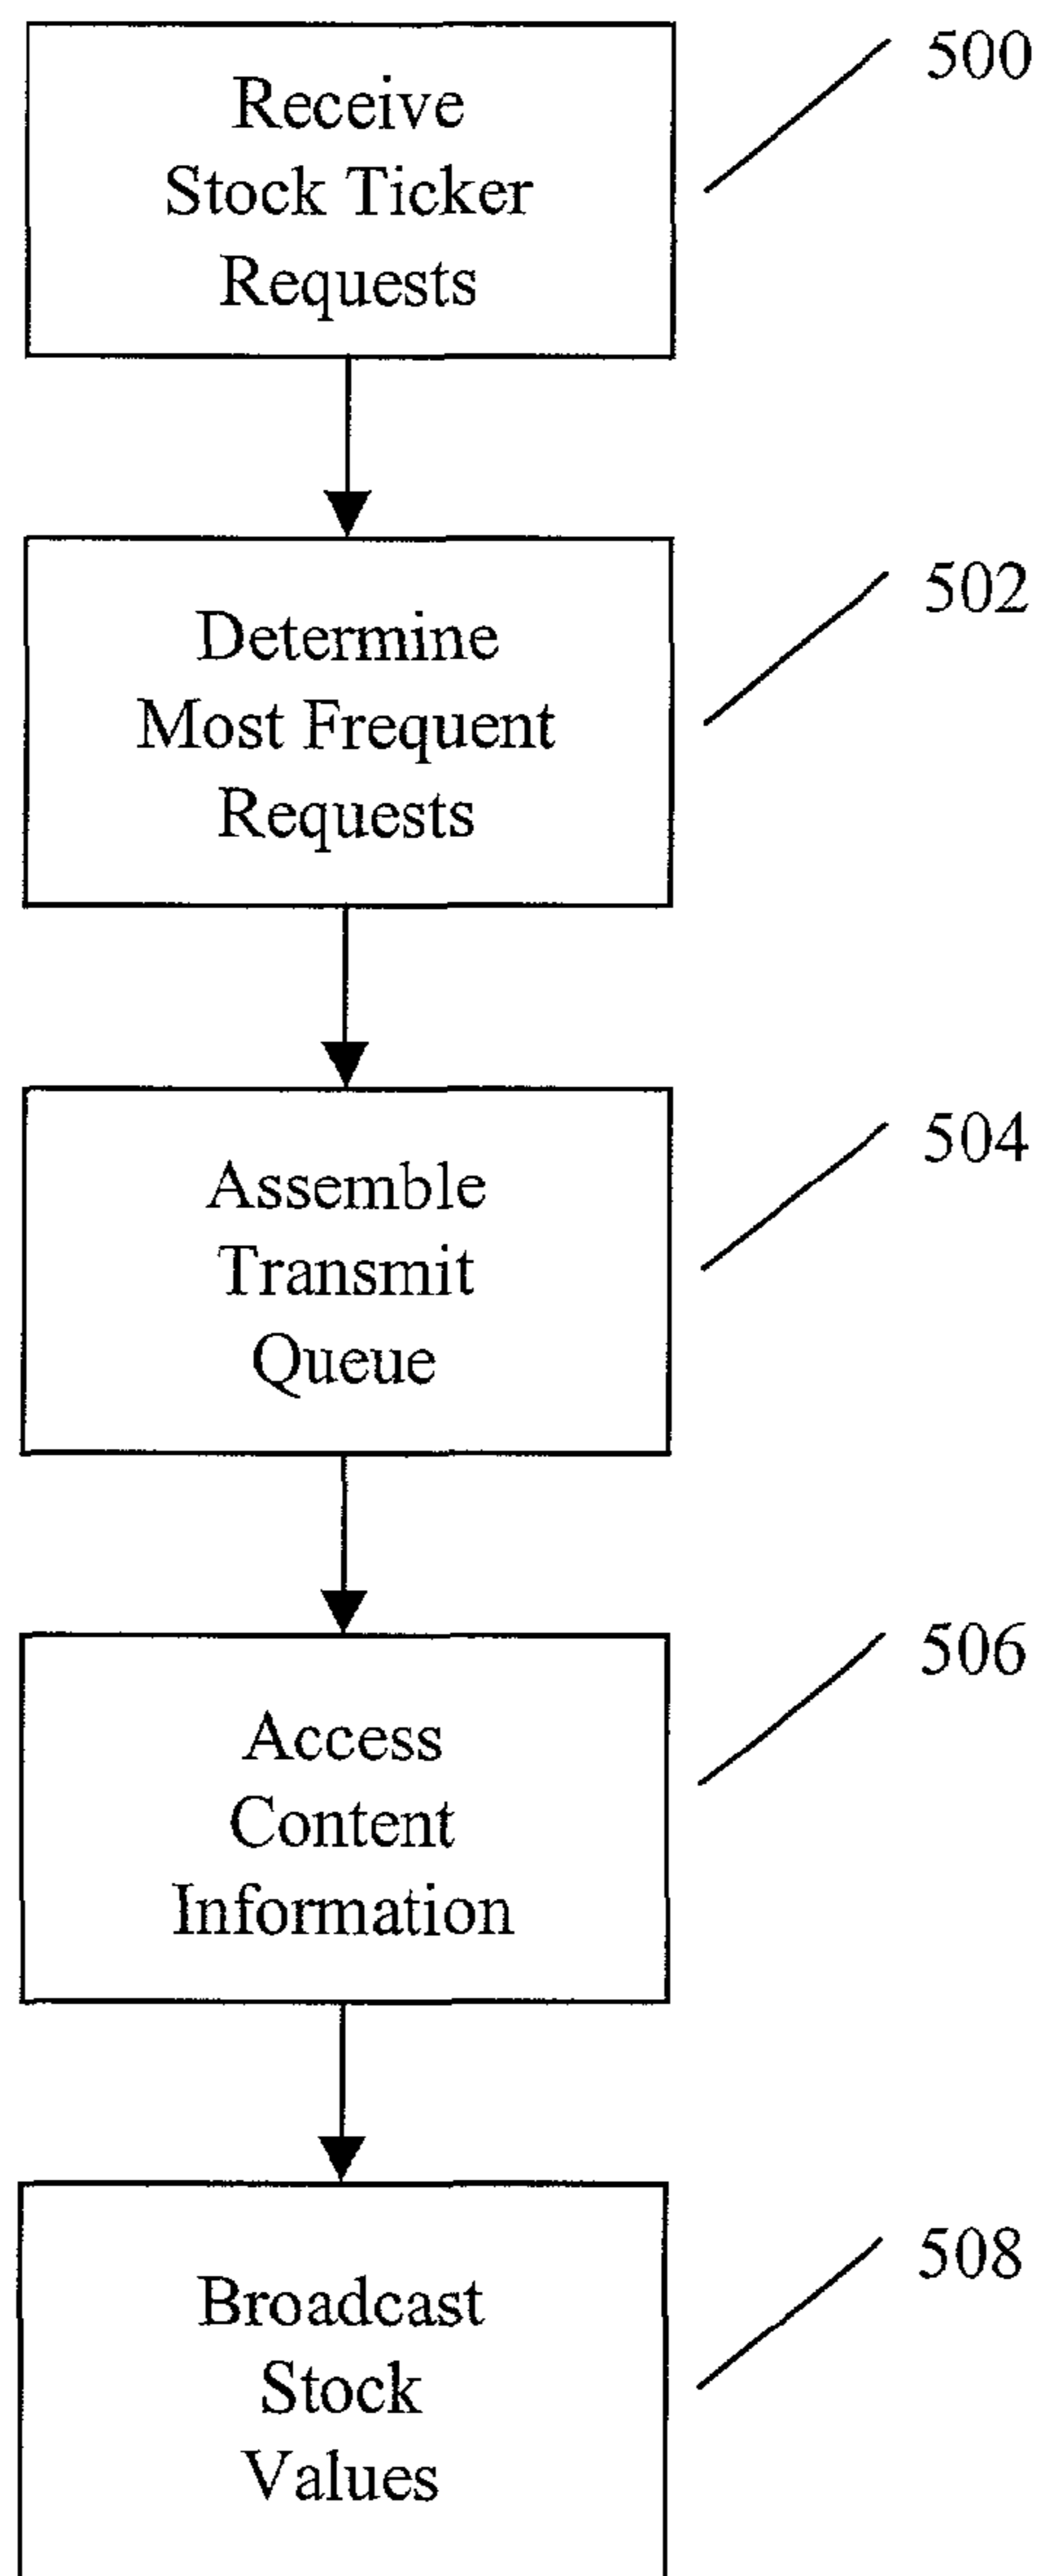 Receive
Stock Ticker
Requests
500
Determine
Most Frequent
Requests
502
Assemble
Transmit
Queue
504
Access
Content
Information
506
Broadcast
Stock
Values
508